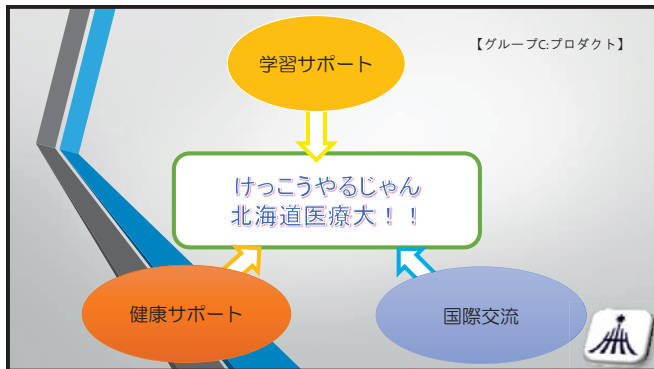 【グループC:プロダクト】
学習サポート
けっこうやるじゃん
北海道医療大！！
健康サポート
国際交流